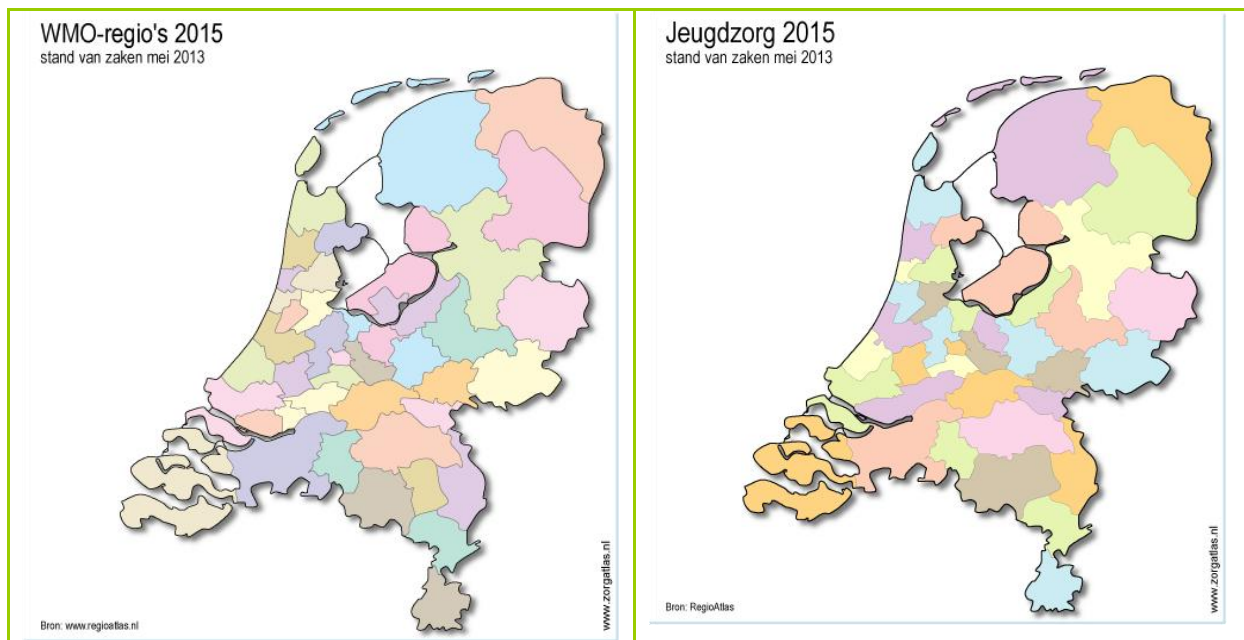 WMO-regio's 2015
stand van zaken mei 2013
Bron: www.regioatlas.nl
www.zorgatlas.nl
Jeugdzorg 2015
stand van zaken mei 2013
Bron: RegioAtlas
www.zorgatlas.nl